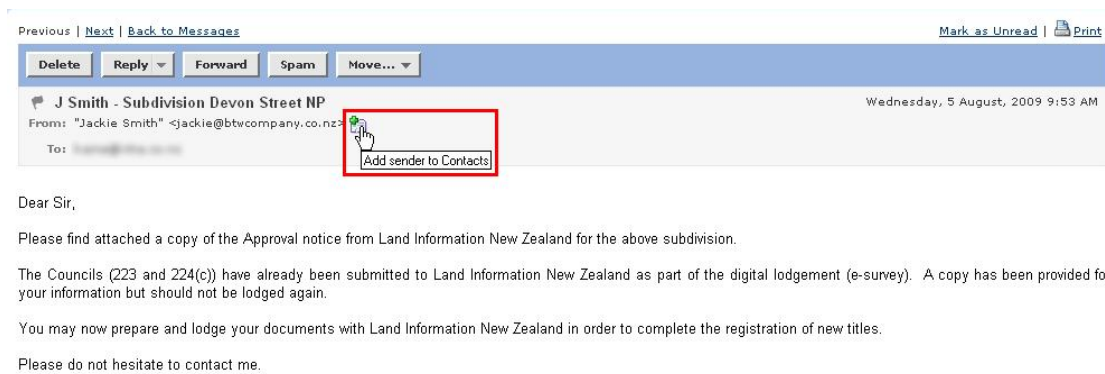 Previous | Next | Back to Messages
Mark as Unread | Print
Delete Reply Forward Spam Move...
J Smith - Subdivision Devon Street NP
Wednesday, 5 August, 2009 9:53 AM
From: "Jackie Smith" <jackie@btwcompany.co.nz>
To:
Add sender to Contacts
Dear Sir,
Please find attached a copy of the Approval notice from Land Information New Zealand for the above subdivision.
The Councils (223 and 224(c)) have already been submitted to Land Information New Zealand as part of the digital lodgement (e-survey). A copy has been provided fo
your information but should not be lodged again.
You may now prepare and lodge your documents with Land Information New Zealand in order to complete the registration of new titles.
Please do not hesitate to contact me.